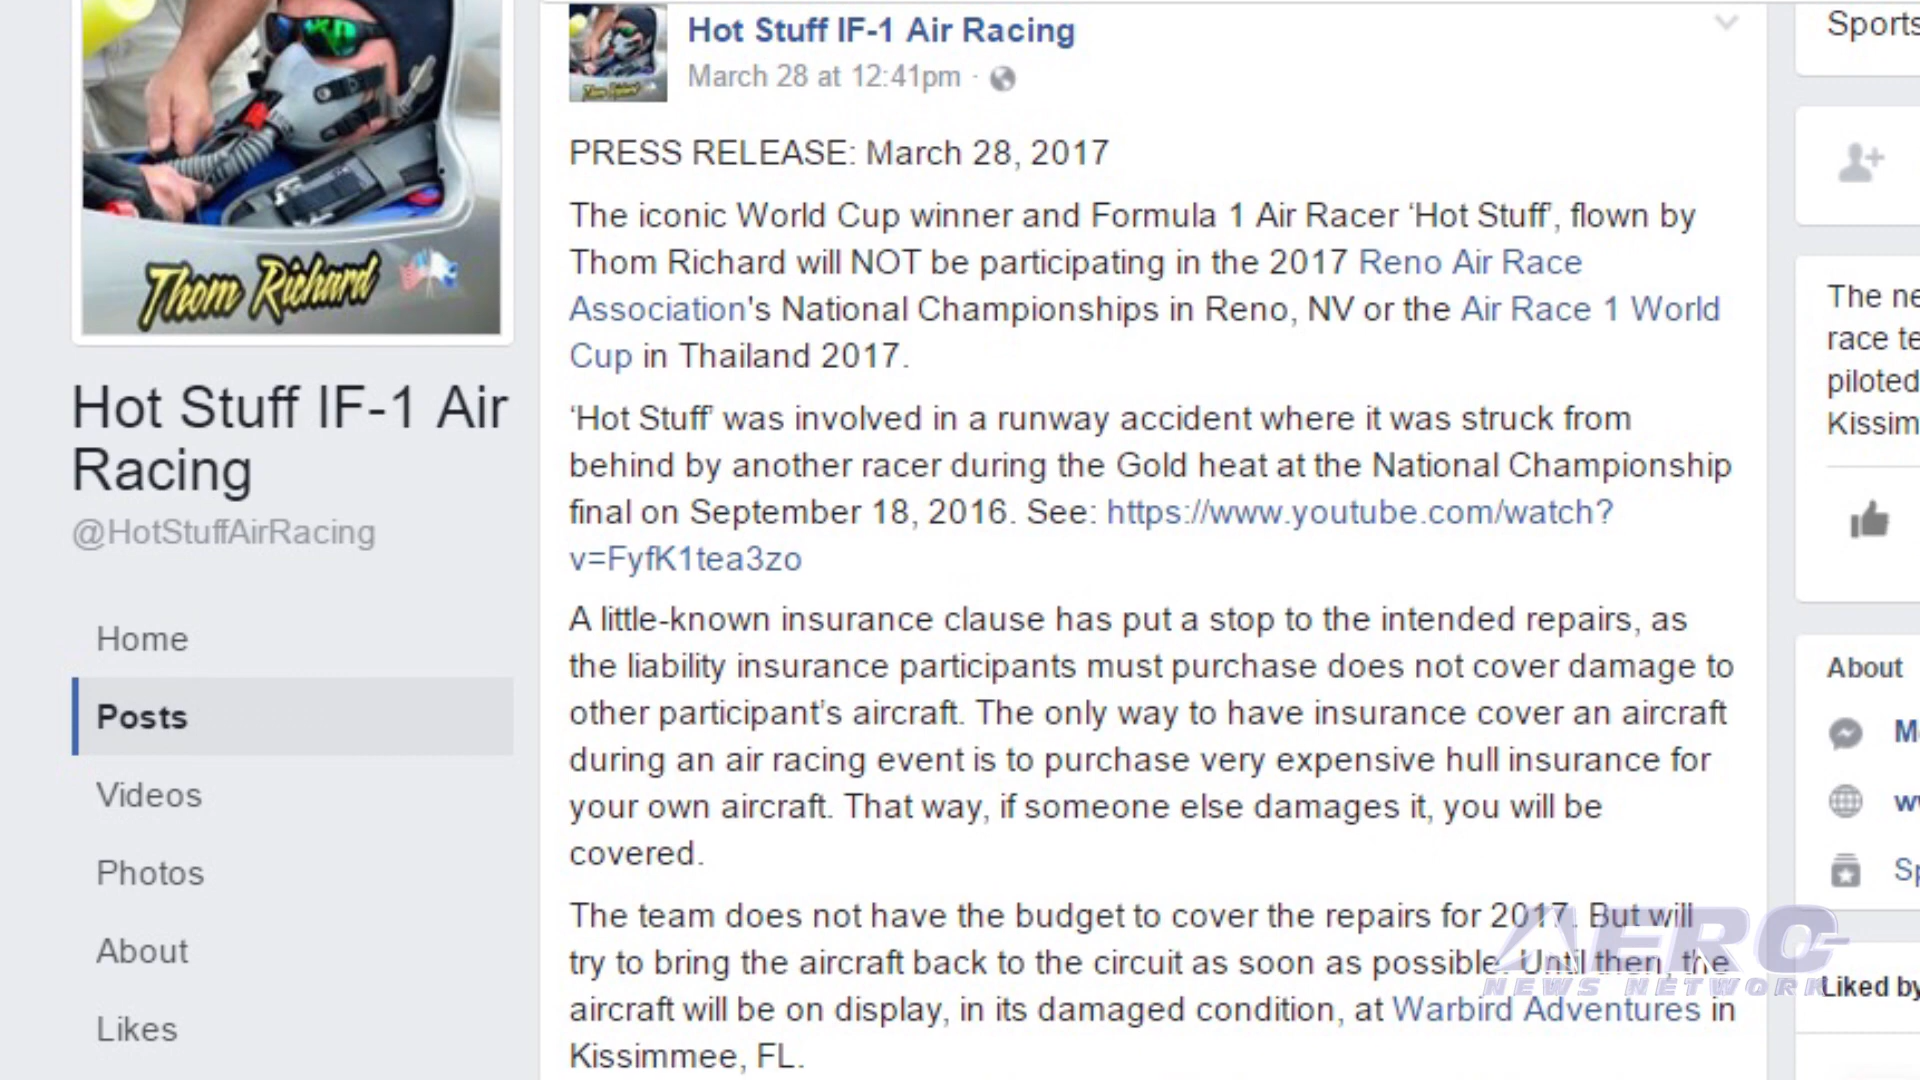 Thom Richard
Hot Stuff IF-1 Air
Racing
@HotStuffAirRacing
Home
Posts
Videos
Photos
About
Likes
Hot Stuff IF-1 Air Racing
March 28 at 12:41pm ·
Thom Richard
PRESS RELEASE: March 28, 2017
The iconic World Cup winner and Formula 1 Air Racer ‘Hot Stuff’, flown by
Thom Richard will NOT be participating in the 2017 Reno Air Race
Association's National Championships in Reno, NV or the Air Race 1 World
Cup in Thailand 2017.
‘Hot Stuff’ was involved in a runway accident where it was struck from
behind by another racer during the Gold heat at the National Championship
final on September 18, 2016. See: https://www.youtube.com/watch?
v=FyfK1tea3zo
A little-known insurance clause has put a stop to the intended repairs, as
the liability insurance participants must purchase does not cover damage to
other participant’s aircraft. The only way to have insurance cover an aircraft
during an air racing event is to purchase very expensive hull insurance for
your own aircraft. That way, if someone else damages it, you will be
covered.
The team does not have the budget to cover the repairs for 2017. But will
try to bring the aircraft back to the circuit as soon as possible. Until then, the
aircraft will be on display, in its damaged condition, at Warbird Adventures in
Kissimmee, FL.
AERO
NEWS NETWORK
Sports
The ne
race te
piloted
Kissim
About
M
w
Sp
Liked by